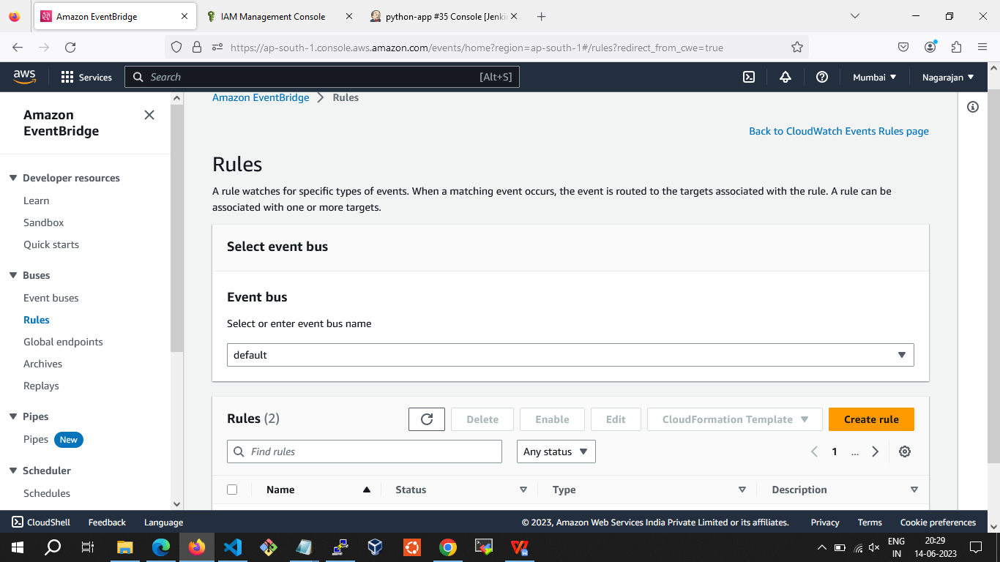 Amazon EventBridge
IAM Management Console
python-app #35 Console [Jenki
https://ap-south-1.console.aws.amazon.com/events/home?region=ap-south-1#/rules?redirect_from_cwe=true
aws
Services
Search
[Alt+S]
Mumbai
Nagarajan
Amazon EventBridge
Developer resources
Learn
Sandbox
Quick starts
Buses
Event buses
Rules
Global endpoints
Archives
Replays
Pipes
Pipes New
Scheduler
Schedules
Amazon EventBridge > Rules
Back to CloudWatch Events Rules page
Rules
A rule watches for specific types of events. When a matching event occurs, the event is routed to the targets associated with the rule. A rule can be
associated with one or more targets.
Select event bus
Event bus
Select or enter event bus name
default
Rules (2)
Delete
Enable
Edit
CloudFormation Template
Create rule
Find rules
Any status
1 ...
Name
Status
Type
Description
CloudShell
Feedback
Language
© 2023, Amazon Web Services India Private Limited or its affiliates.
Privacy
Terms
Cookie preferences
ENG
IN
20:29
14-06-2023